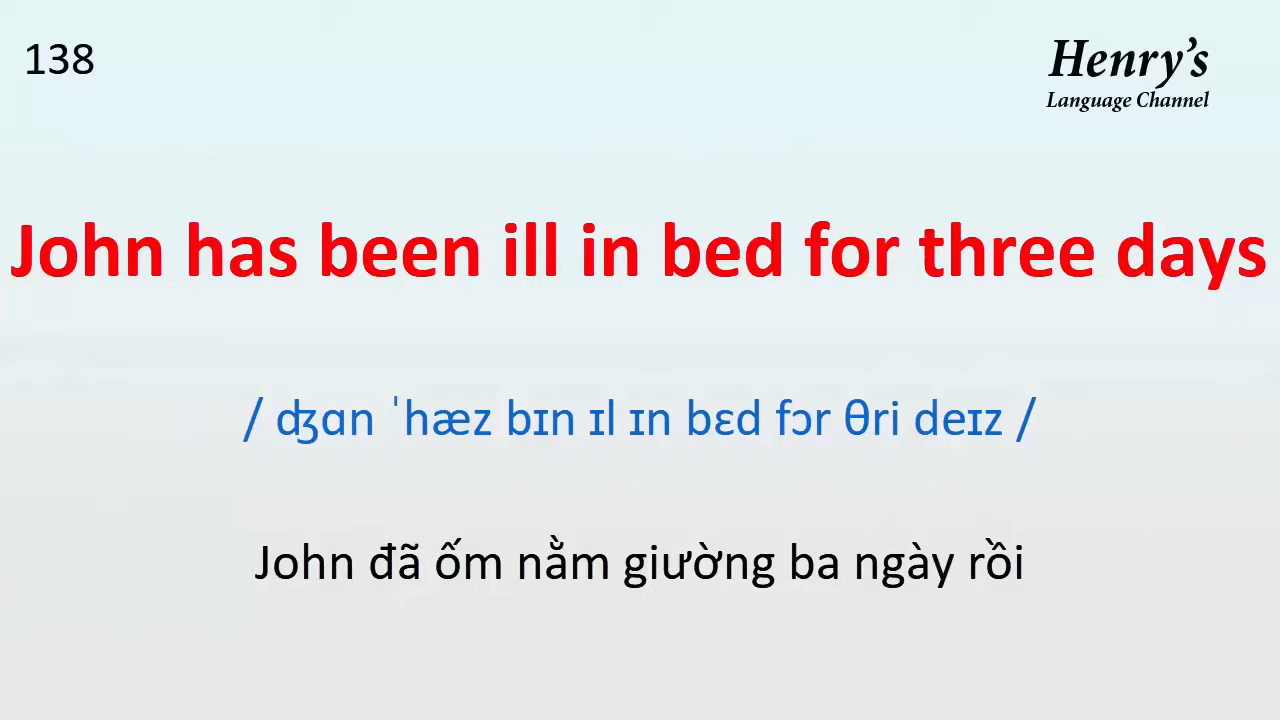 138
Henry's
Language Channel
John has been ill in bed for three days
/ ʤɑn ˈhæz bɪn ɪl ɪn bɛd fɔr θri deɪz /
John đã ốm nằm giường ba ngày rồi